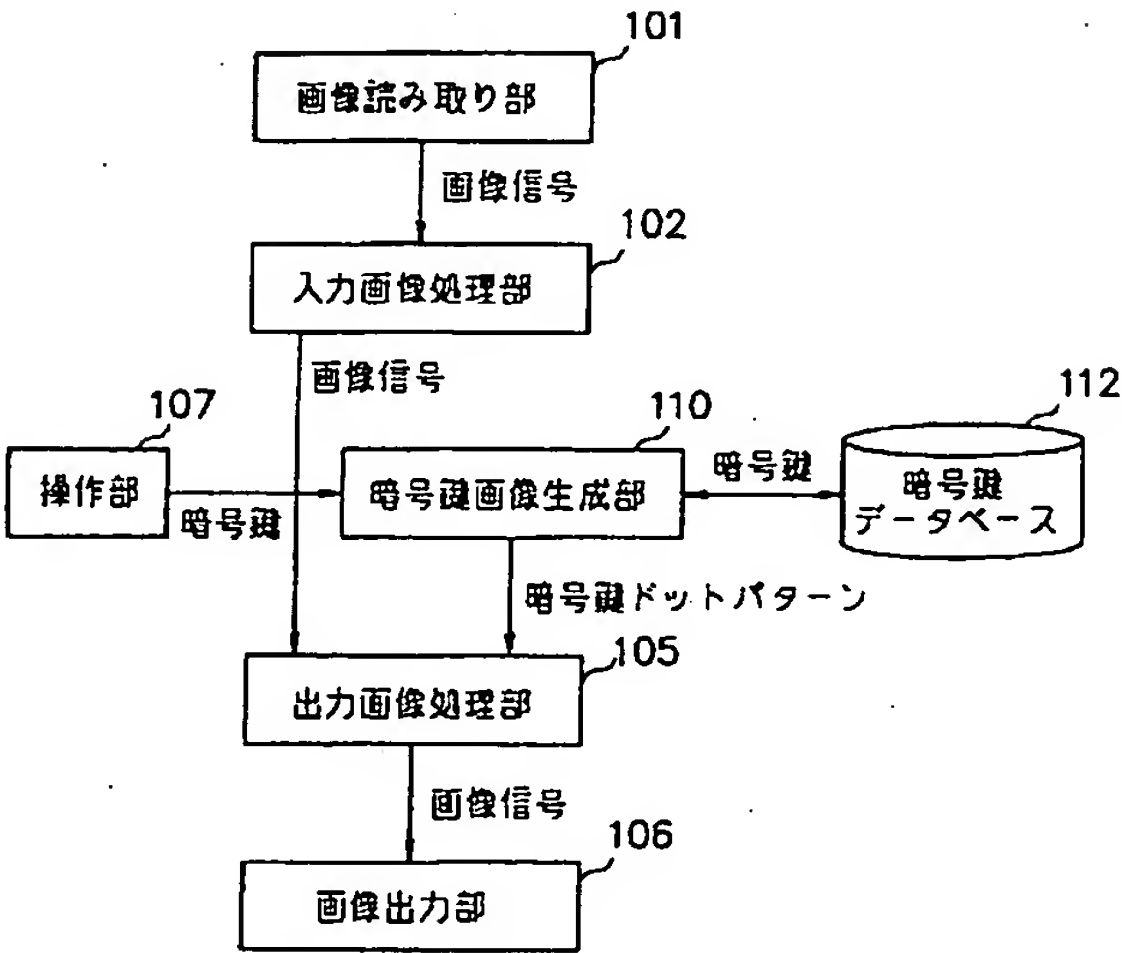 101
画像読み取り部
画像信号
102
入力画像処理部
画像信号
107
操作部
暗号鍵
110
暗号鍵画像生成部
暗号鍵
112
暗号鍵
データベース
暗号鍵ドットパターン
105
出力画像処理部
画像信号
106
画像出力部